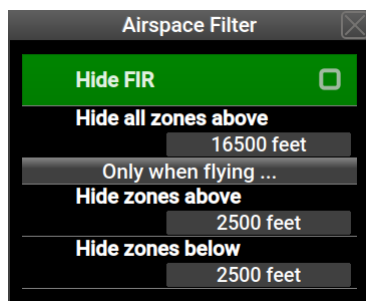 Airspace Filter
Hide FIR
Hide all zones above
16500 feet
Only when flying ...
Hide zones above
2500 feet
Hide zones below
2500 feet